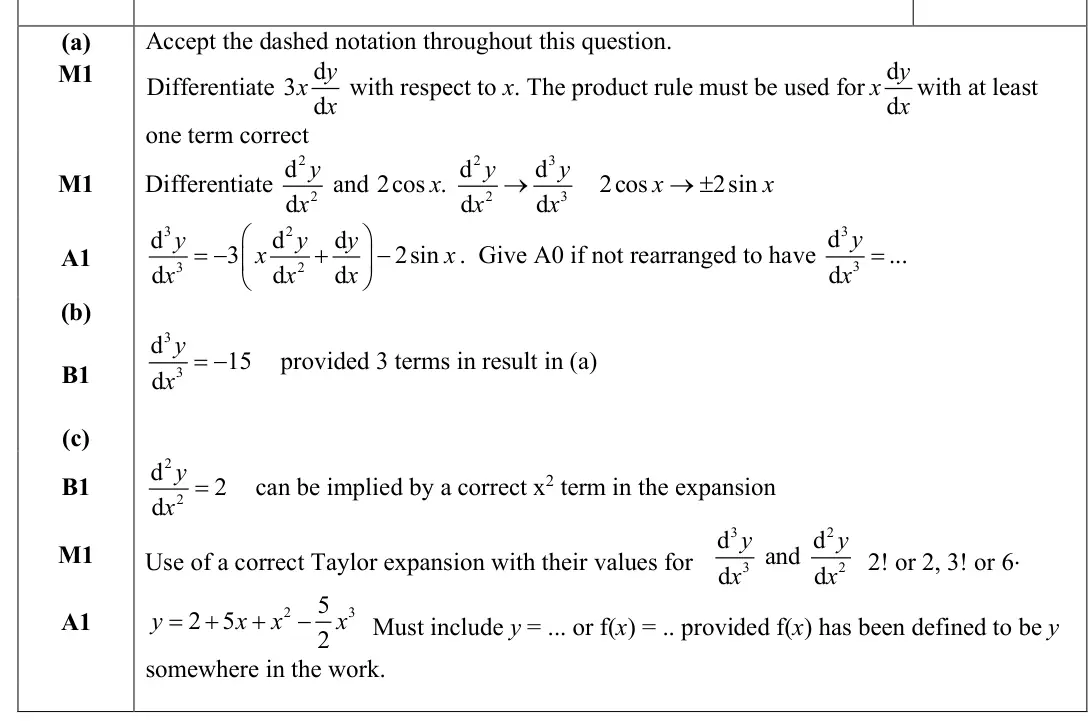 (a) Accept the dashed notation throughout this question.
M1 Differentiate 3x dy/dx with respect to x. The product rule must be used for x dy/dx with at least
one term correct
M1 Differentiate d²y/dx² and 2cos x. d²y/dx² → d³y/dx³ 2cos x → ±2sin x
A1 d³y/dx³ = −3(x d²y/dx² + dy/dx) − 2sin x. Give A0 if not rearranged to have d³y/dx³ = ...
(b)
B1 d³y/dx³ = −15 provided 3 terms in result in (a)
(c)
B1 d²y/dx² = 2 can be implied by a correct x² term in the expansion
M1 Use of a correct Taylor expansion with their values for d³y/dx³ and d²y/dx² 2! or 2, 3! or 6·
A1 y = 2 + 5x + x² − 5/2 x³ Must include y = ... or f(x) = .. provided f(x) has been defined to be y
somewhere in the work.